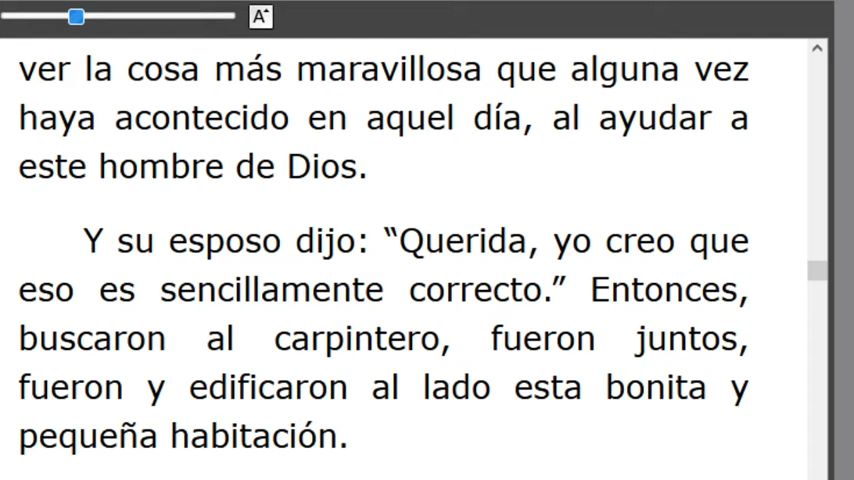 A
ver la cosa más maravillosa que alguna vez
haya acontecido en aquel día, al ayudar a
este hombre de Dios.
Y su esposo dijo: “Querida, yo creo que
eso es sencillamente correcto.” Entonces,
buscaron al carpintero, fueron juntos,
fueron y edificaron al lado esta bonita y
pequeña habitación.